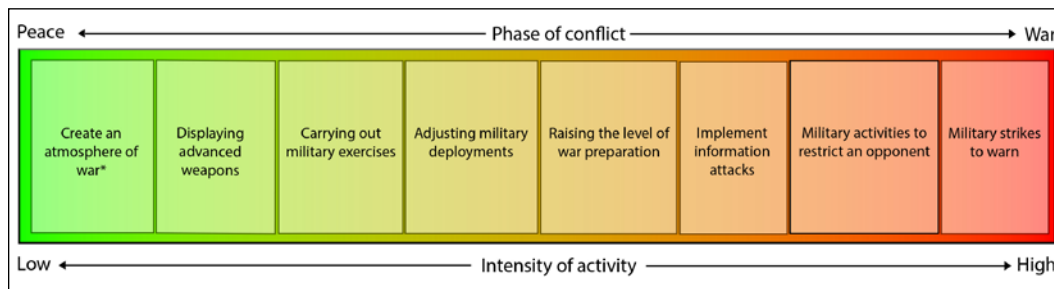 Peace
Phase of conflict
War
Create an
atmosphere of
war*
Displaying
advanced
weapons
Carrying out
military exercises
Adjusting military
deployments
Raising the level of
war preparation
Implement
information
attacks
Military activities to
restrict an opponent
Military strikes
to warn
Low
Intensity of activity
High